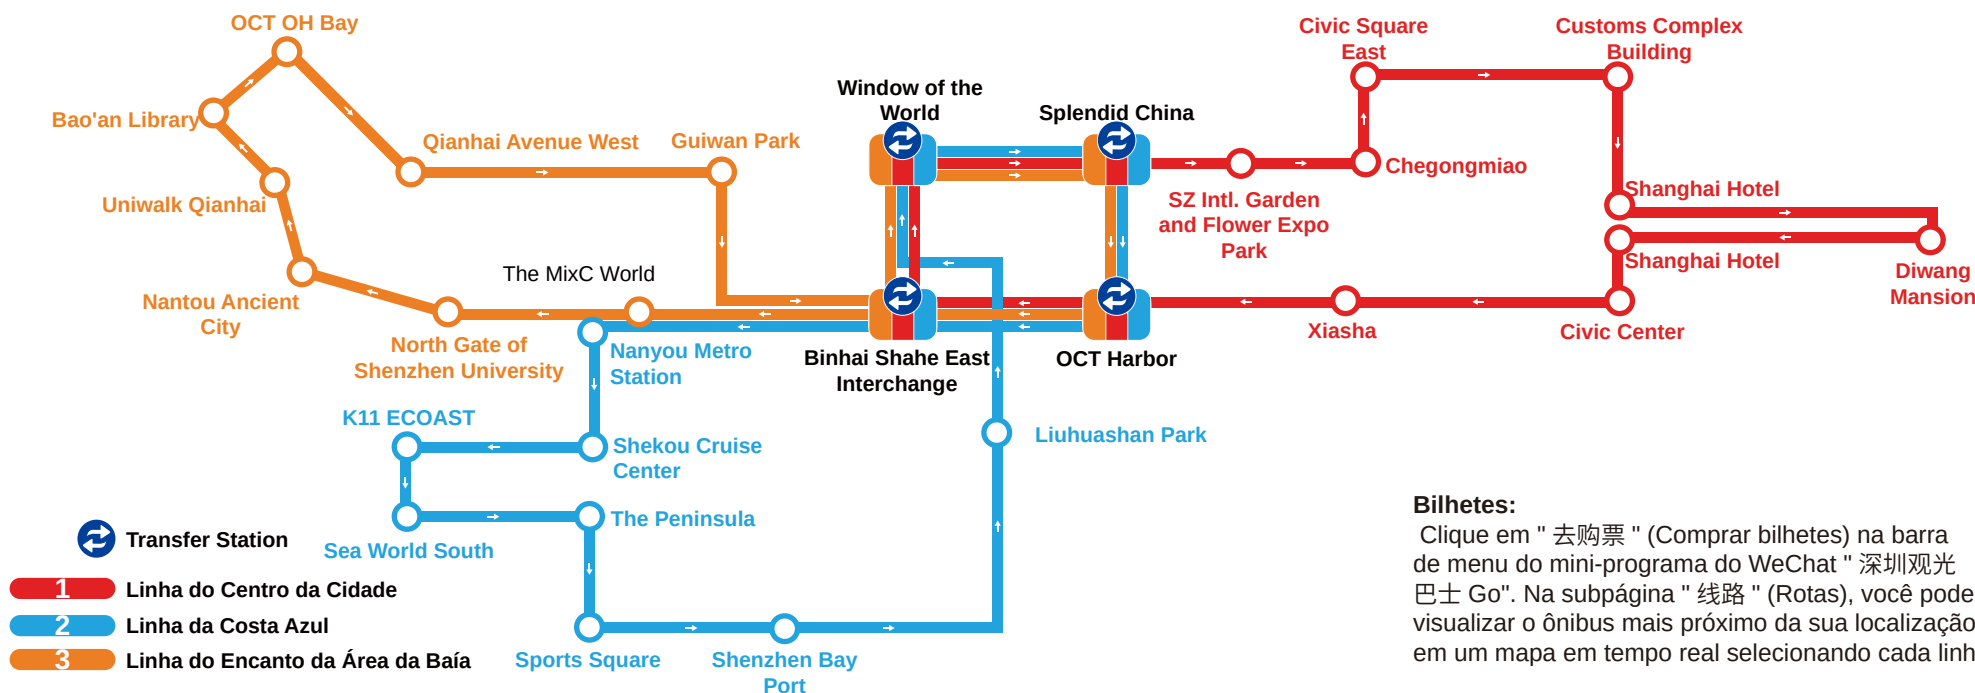 OCT OH Bay
Bao'an Library
Qianhai Avenue West
Guiwan Park
Uniwalk Qianhai
Nantou Ancient
City
The MixC World
North Gate of
Shenzhen University
Window of the
World
Splendid China
Civic Square
East
Customs Complex
Building
Chegongmiao
SZ Intl. Garden
and Flower Expo
Park
Shanghai Hotel
Shanghai Hotel
Diwang
Mansion
Xiasha
Civic Center
Binhai Shahe East
Interchange
OCT Harbor
Nanyou Metro
Station
K11 ECOAST
Shekou Cruise
Center
Liuhuashan Park
The Peninsula
Sea World South
Sports Square
Shenzhen Bay
Port
Transfer Station
1 Linha do Centro da Cidade
2 Linha da Costa Azul
3 Linha do Encanto da Área da Baía
Bilhetes:
Clique em " 去购票 " (Comprar bilhetes) na barra
de menu do mini-programa do WeChat " 深圳观光
巴士 Go". Na subpágina " 线路 " (Rotas), você pode
visualizar o ônibus mais próximo da sua localização
em um mapa em tempo real selecionando cada linh